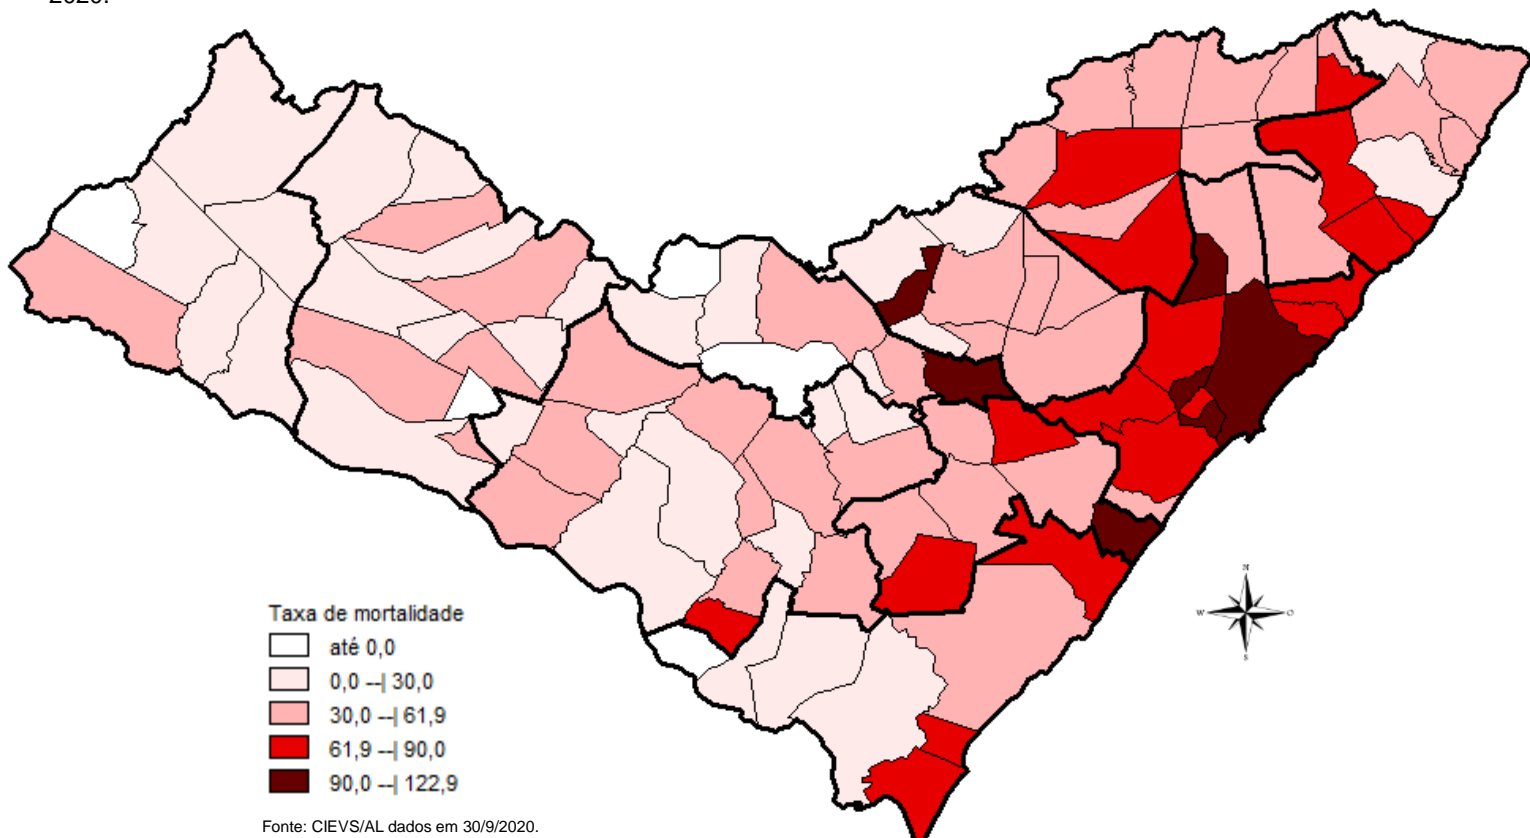 2020.
Taxa de mortalidade
até 0,0
0,0 --| 30,0
30,0 --| 61,9
61,9 --| 90,0
90,0 --| 122,9
Fonte: CIEVS/AL dados em 30/9/2020.
N
W
O
S